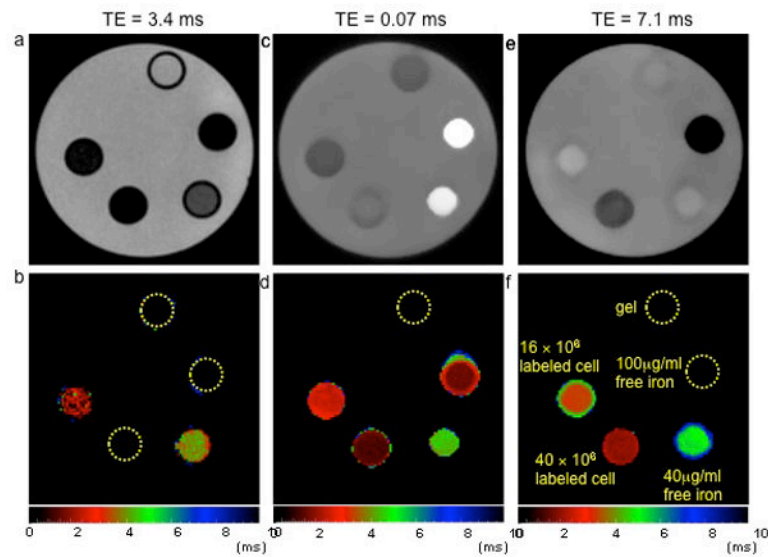 TE = 3.4 ms
TE = 0.07 ms
TE = 7.1 ms
a
c
e
b
d
f
gel
16 × 10⁶
labeled cell
100µg/ml
free iron
40 × 10⁶
labeled cell
40µg/ml
free iron
0 2 4 6 8 10
(ms)
0 2 4 6 8 10
(ms)
0 2 4 6 8 10
(ms)